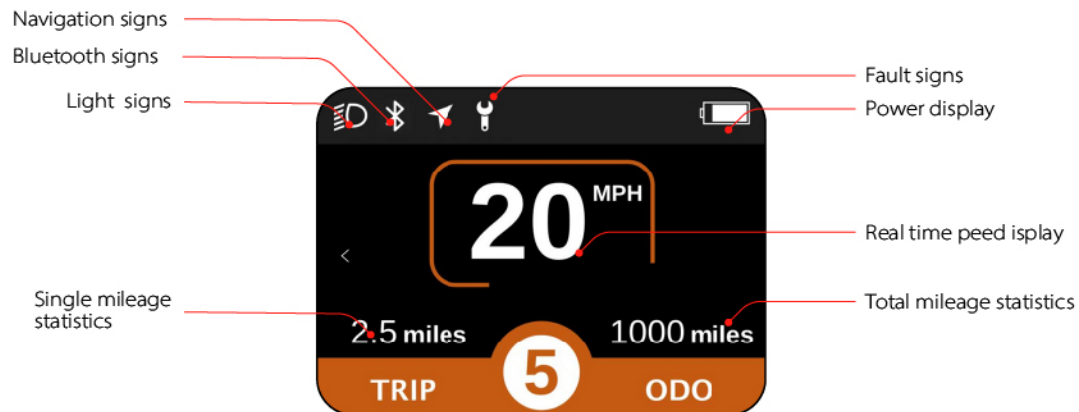 Navigation signs
Bluetooth signs
Light signs
Fault signs
Power display
20 MPH
<
Real time peed isplay
Single mileage
statistics
Total mileage statistics
2.5 miles
1000 miles
TRIP
5
ODO